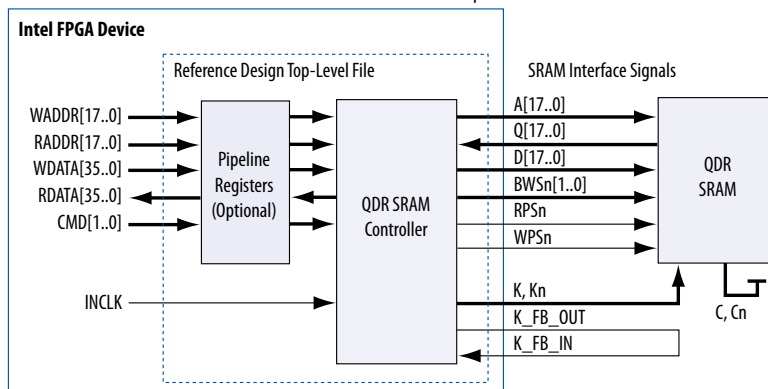 Intel FPGA Device
Reference Design Top-Level File
SRAM Interface Signals
WADDR[17..0]
RADDR[17..0]
WDATA[35..0]
RDATA[35..0]
CMD[1..0]
INCLK
Pipeline
Registers
(Optional)
QDR SRAM
Controller
A[17..0]
Q[17..0]
D[17..0]
BWSn[1..0]
RPSn
WPSn
K, Kn
K_FB_OUT
K_FB_IN
QDR
SRAM
C, Cn